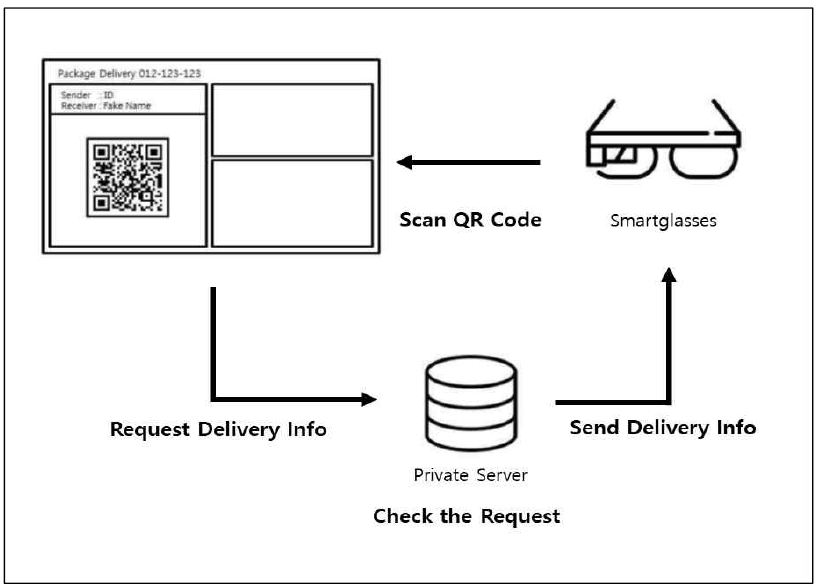 Package Delivery 012-123-123
Sender : ID
Receiver : Fake Name
Scan QR Code
Smartglasses
Request Delivery Info
Send Delivery Info
Private Server
Check the Request